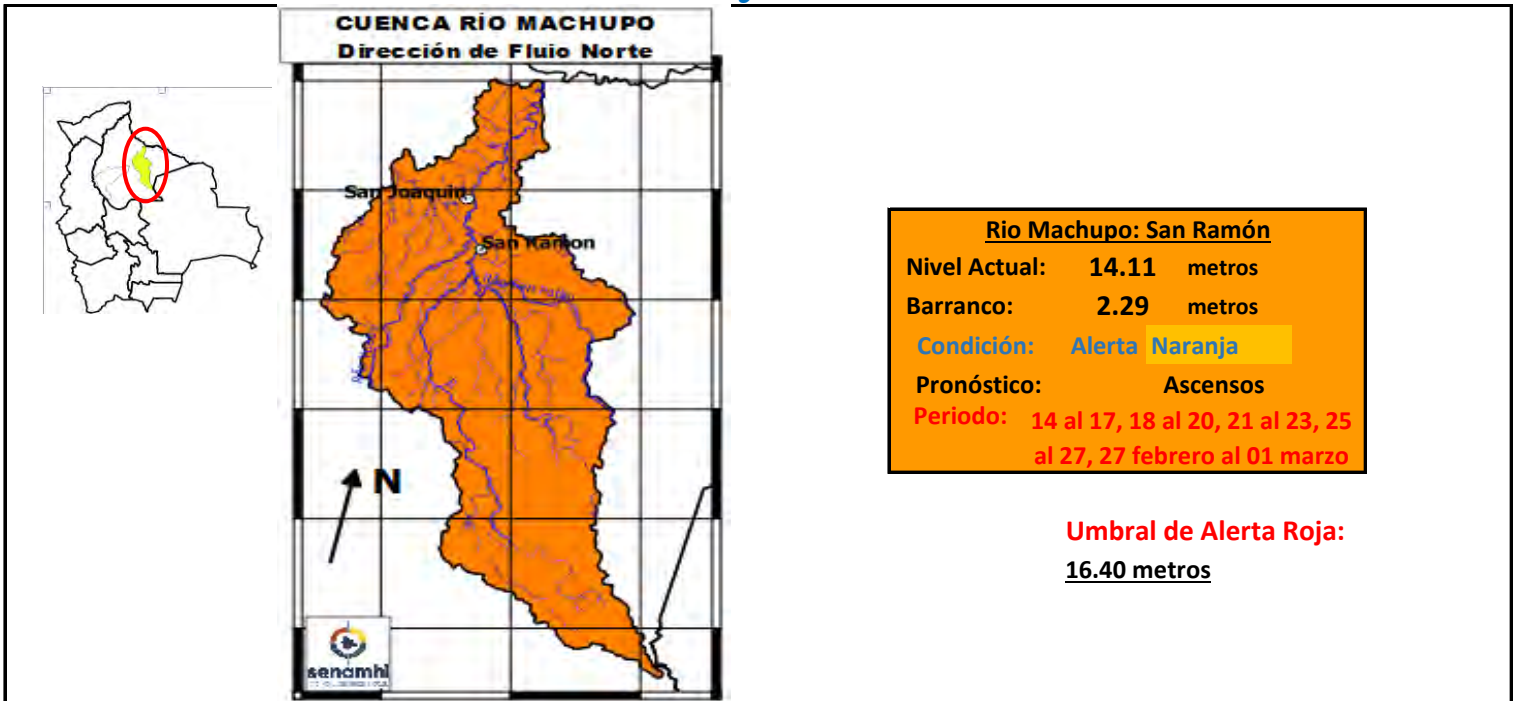 CUENCA RIO MACHUPO
Dirección de Flujo Norte
San Joaquin
San Ramon
N
senamhi
Rio Machupo: San Ramón
Nivel Actual: 14.11 metros
Barranco: 2.29 metros
Condición: Alerta Naranja
Pronóstico: Ascensos
Periodo: 14 al 17, 18 al 20, 21 al 23, 25
al 27, 27 febrero al 01 marzo
Umbral de Alerta Roja:
16.40 metros